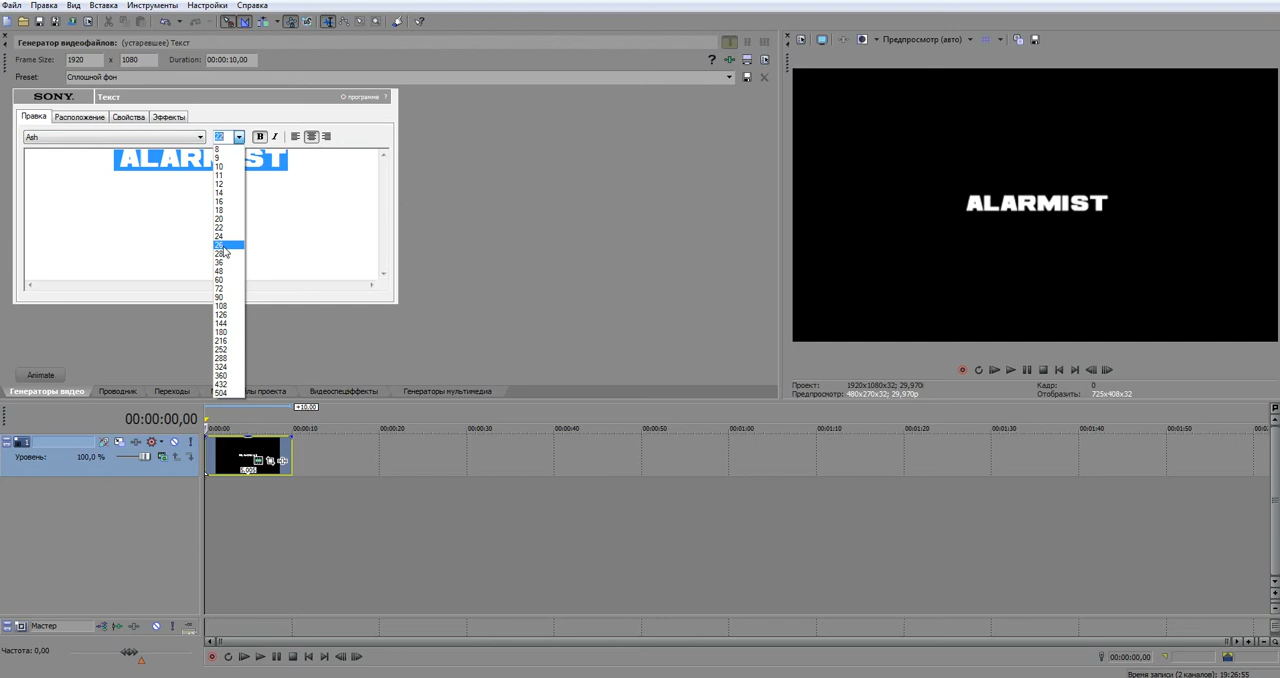 Файл Правка Вид Вставка Инструменты Настройки Справка
Генератор видеофайлов: (устаревшее) Текст
Frame Size: 1920 x 1080 Duration: 00:00:10,00
Preset: Сплошной фон
SONY. Текст О программе ?
Правка Расположение Свойства Эффекты
Ash 22 B I
ALARMIST
8
9
10
11
12
14
16
18
20
22
24
26
28
36
48
60
72
90
108
126
144
180
216
252
288
324
360
432
504
Animate
Генераторы видео Проводник Переходы проекта Видеоспецэффекты Генераторы мультимедиа
Предпросмотр (авто)
ALARMIST
Проект: 1920x1080x32; 29,970i Кадр: 0
Предпросмотр: 480x270x32; 29,970p Отобразить: 725x408x32
00:00:00,00
+10.00
0:00:00 00:00:10 00:00:20 00:00:30 00:00:40 00:00:50 00:01:00 00:01:10 00:01:20 00:01:30 00:01:40 00:01:50
1
Уровень: 100,0 %
Мастер
Частота: 0,00
00:00:00,00
Время записи (2 каналов): 19:26:55